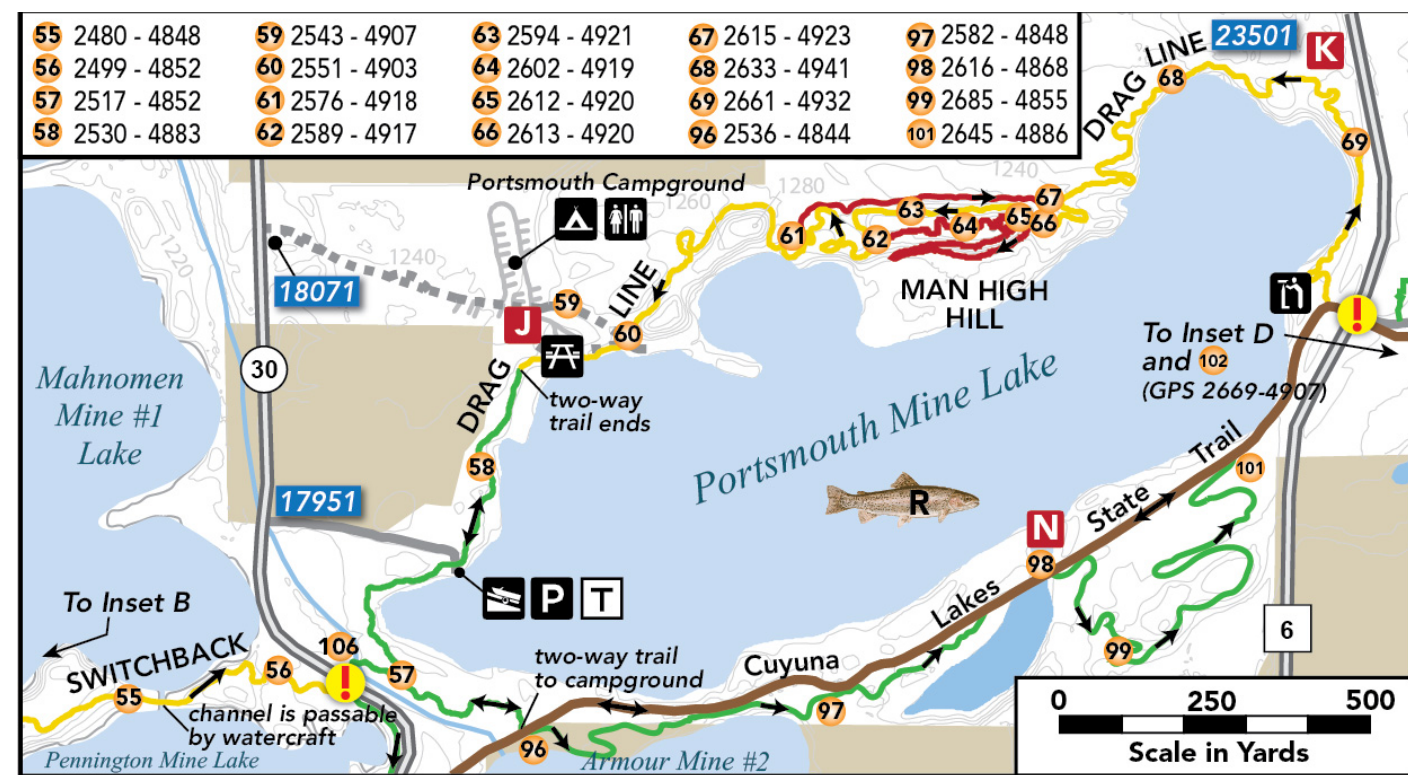 55 2480 - 4848
56 2499 - 4852
57 2517 - 4852
58 2530 - 4883
59 2543 - 4907
60 2551 - 4903
61 2576 - 4918
62 2589 - 4917
63 2594 - 4921
64 2602 - 4919
65 2612 - 4920
66 2613 - 4920
67 2615 - 4923
68 2633 - 4941
69 2661 - 4932
96 2536 - 4844
97 2582 - 4848
98 2616 - 4868
99 2685 - 4855
101 2645 - 4886
DRAG LINE
23501
K
68
69
1240
Portsmouth Campground
1280
1260
67
63
65
66
64
61
62
1220
1240
18071
59
LINE
MAN HIGH
HILL
J
60
!
To Inset D
and 102
(GPS 2669-4907)
30
Mahnomen
Mine #1
Lake
DRAG
two-way
trail ends
Portsmouth Mine Lake
58
Trail
101
17951
R
State
N
98
P
T
Lakes
To Inset B
6
SWITCHBACK
106
!
56
57
55
two-way trail
to campground
Cuyuna
99
channel is passable
by watercraft
97
96
Pennington Mine Lake
Armour Mine #2
0 250 500
Scale in Yards